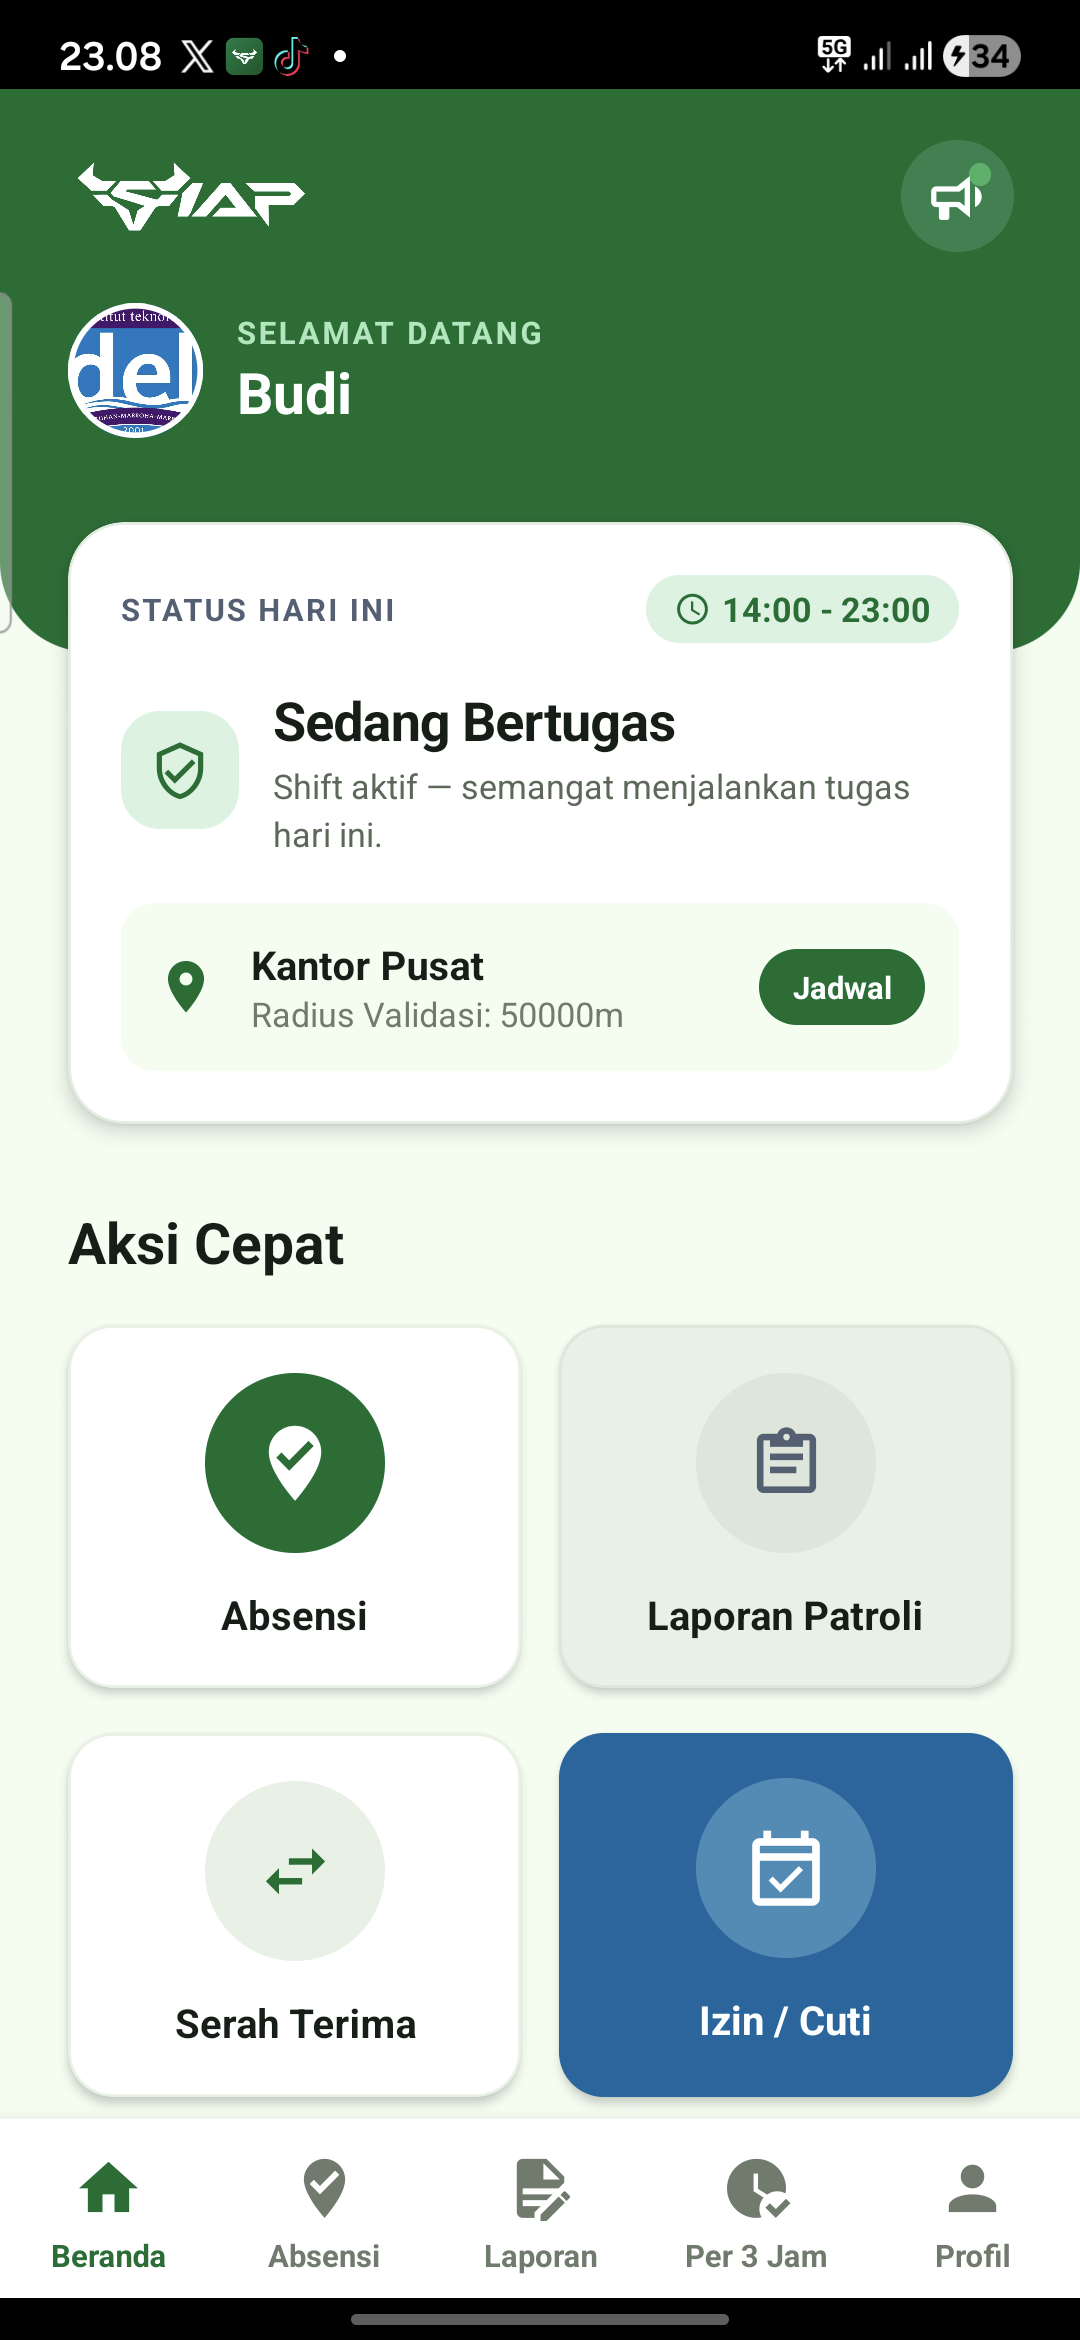 23.08
5G
34
SIAP
SELAMAT DATANG
Budi
del
2001
STATUS HARI INI
14:00 - 23:00
Sedang Bertugas
Shift aktif — semangat menjalankan tugas
hari ini.
Kantor Pusat
Radius Validasi: 50000m
Jadwal
Aksi Cepat
Absensi
Laporan Patroli
Serah Terima
Izin / Cuti
Beranda
Absensi
Laporan
Per 3 Jam
Profil